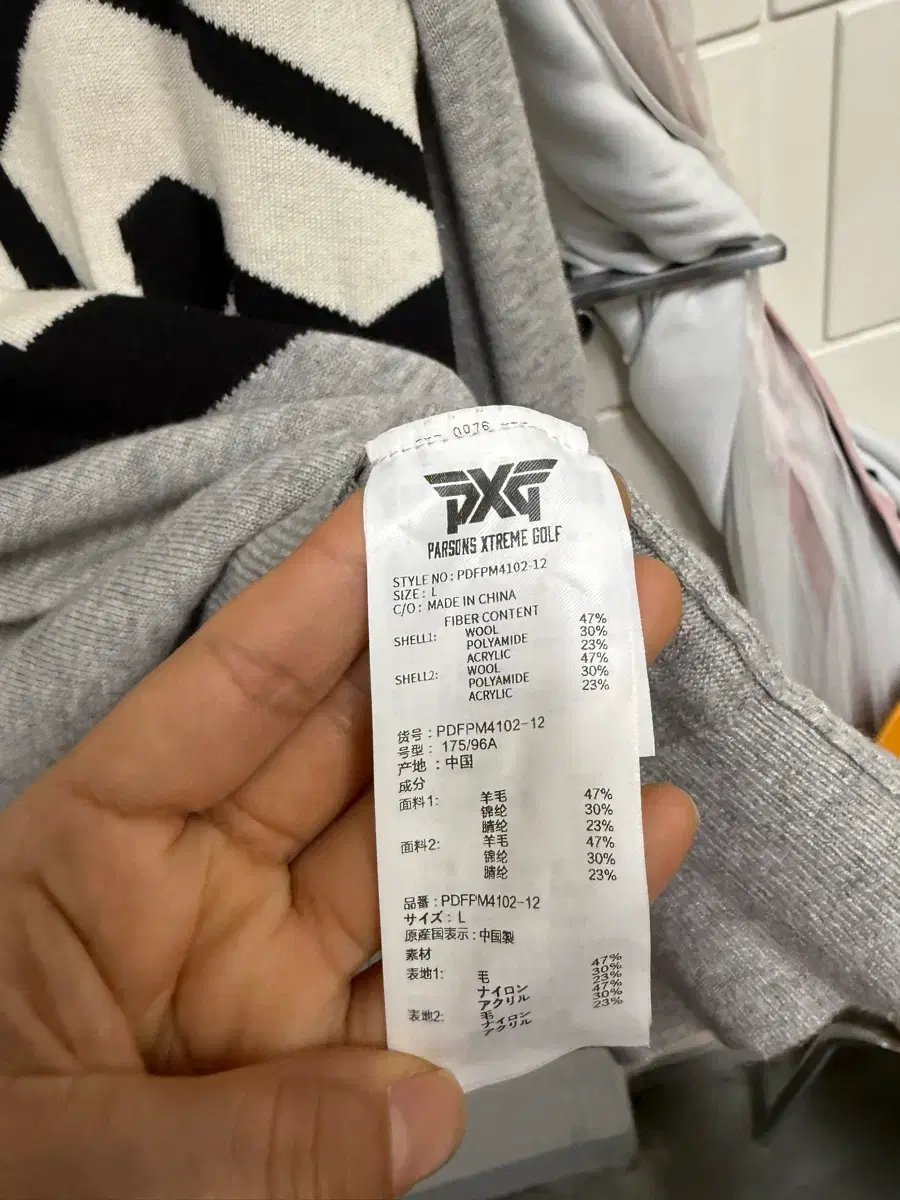 0076
PXG
PARSONS XTREME GOLF
STYLE NO: PDFPM4102-12
SIZE: L
C/O: MADE IN CHINA
FIBER CONTENT
SHELL1: WOOL 47%
POLYAMIDE 30%
ACRYLIC 23%
SHELL2: WOOL 47%
POLYAMIDE 30%
ACRYLIC 23%
货号:PDFPM4102-12
号型: 175/96A
产地 :中国
成分
面料1: 羊毛 47%
锦纶 30%
腈纶 23%
面料2: 羊毛 47%
锦纶 30%
腈纶 23%
品番:PDFPM4102-12
サイズ: L
原産国表示:中国製
素材
表地1: 毛 47%
ナイロン 30%
アクリル 23%
表地2: 毛 47%
ナイロン 30%
アクリル 23%